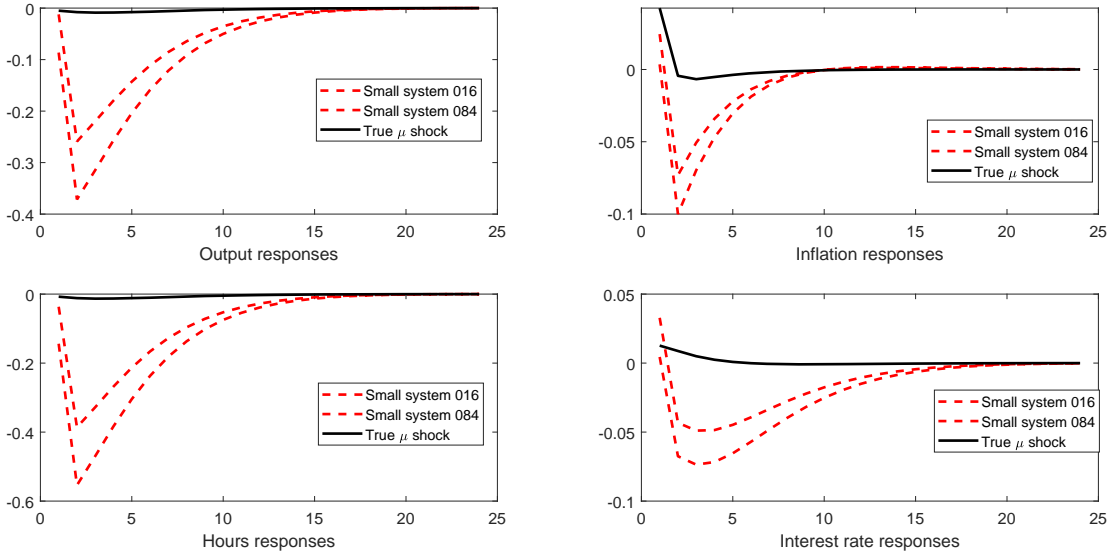 0
-0.1
-0.2
-0.3
-0.4
0 5 10 15 20 25
Output responses
Small system 016
Small system 084
True μ shock
0
-0.05
-0.1
0 5 10 15 20 25
Inflation responses
Small system 016
Small system 084
True μ shock
0
-0.2
-0.4
-0.6
0 5 10 15 20 25
Hours responses
Small system 016
Small system 084
True μ shock
0.05
0
-0.05
-0.1
0 5 10 15 20 25
Interest rate responses
Small system 016
Small system 084
True μ shock